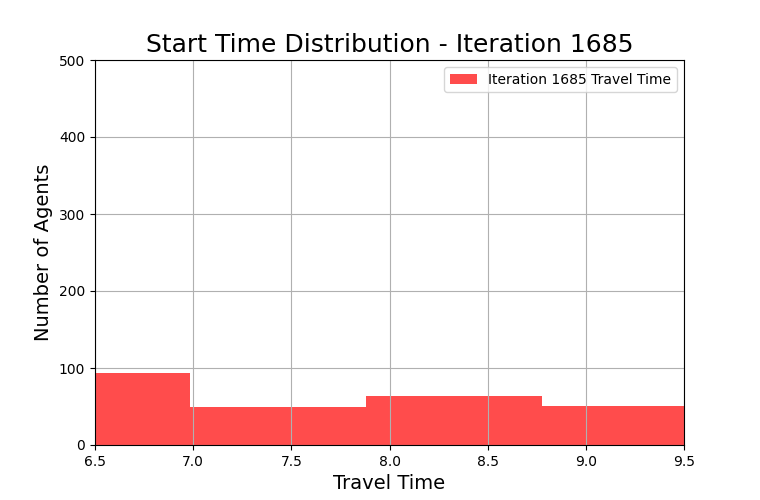 Start Time Distribution - Iteration 1685
Iteration 1685 Travel Time
Number of Agents
500
400
300
200
100
0
6.5 7.0 7.5 8.0 8.5 9.0 9.5
Travel Time